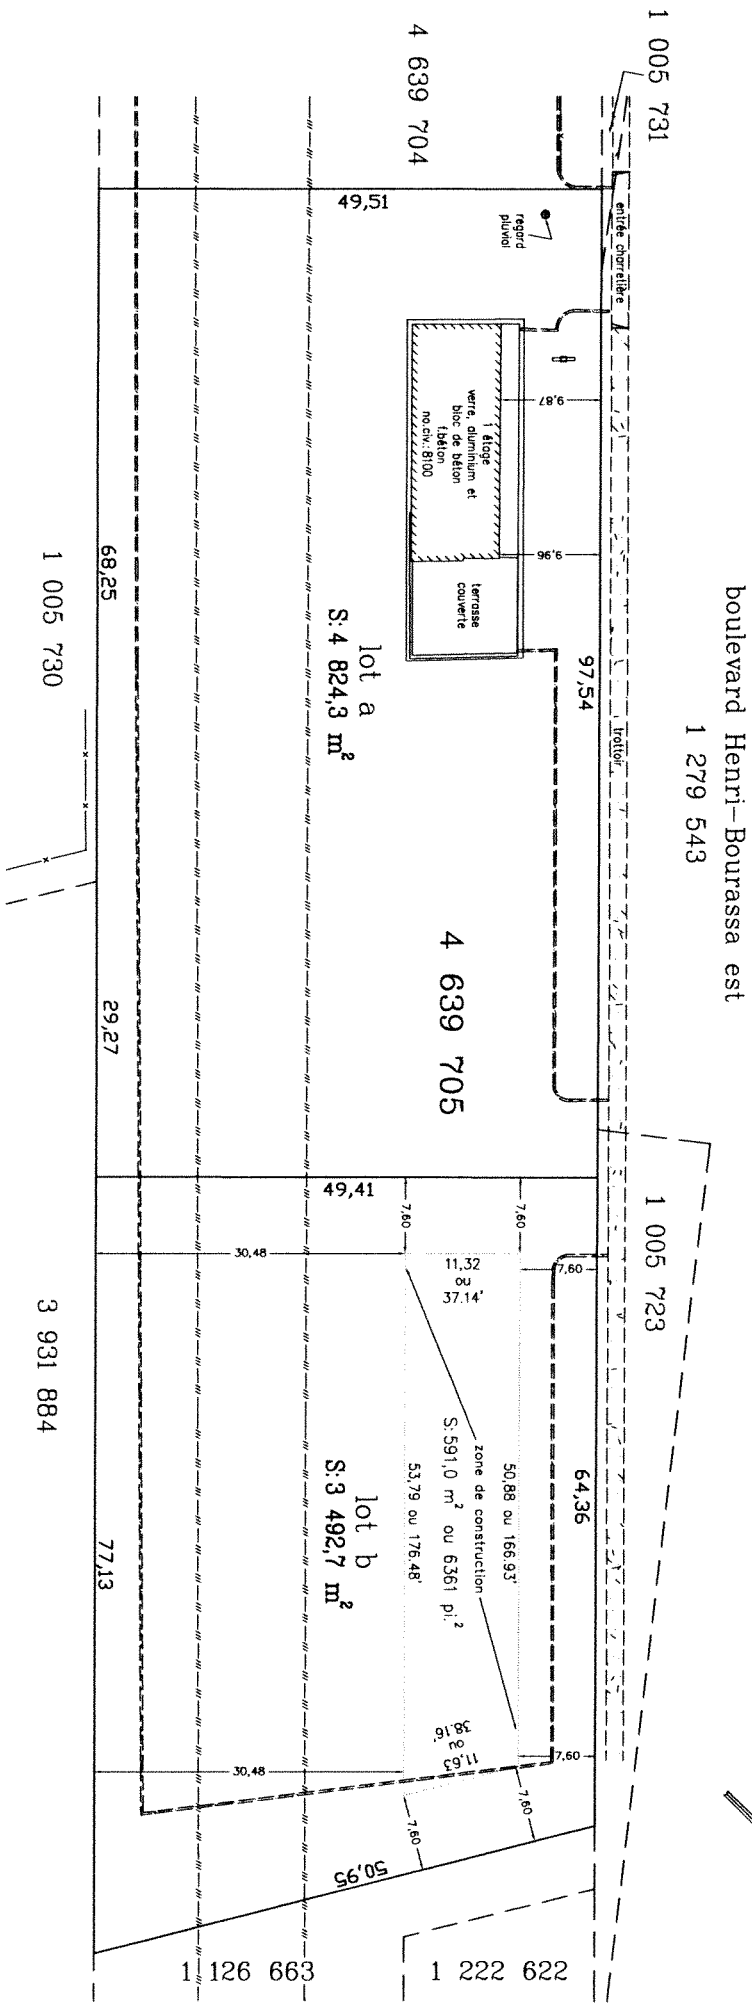 boulevard Henri-Bourassa est
1 279 543
1 005 731
4 639 704
entrée charretière
trottoir
1 005 723
49,51
regard
pluvial
9,87
9,96
97,54
64,36
1 étage
verre, aluminium et
bloc de béton
f.béton
no.civ.: 8100
terrasse
couverte
lot a
S: 4 824,3 m²
4 639 705
68,25
29,27
77,13
1 005 730
3 931 884
49,41
7,60
7,60
30,48
11,32
ou
37.14'
7,60
50,88 ou 166.93'
zone de construction
S: 591,0 m² ou 6361 pi.²
53,79 ou 176.48'
lot b
S: 3 492,7 m²
11,63
ou
38.16'
7,60
7,60
7,60
30,48
50,95
1 126 663
1 222 622